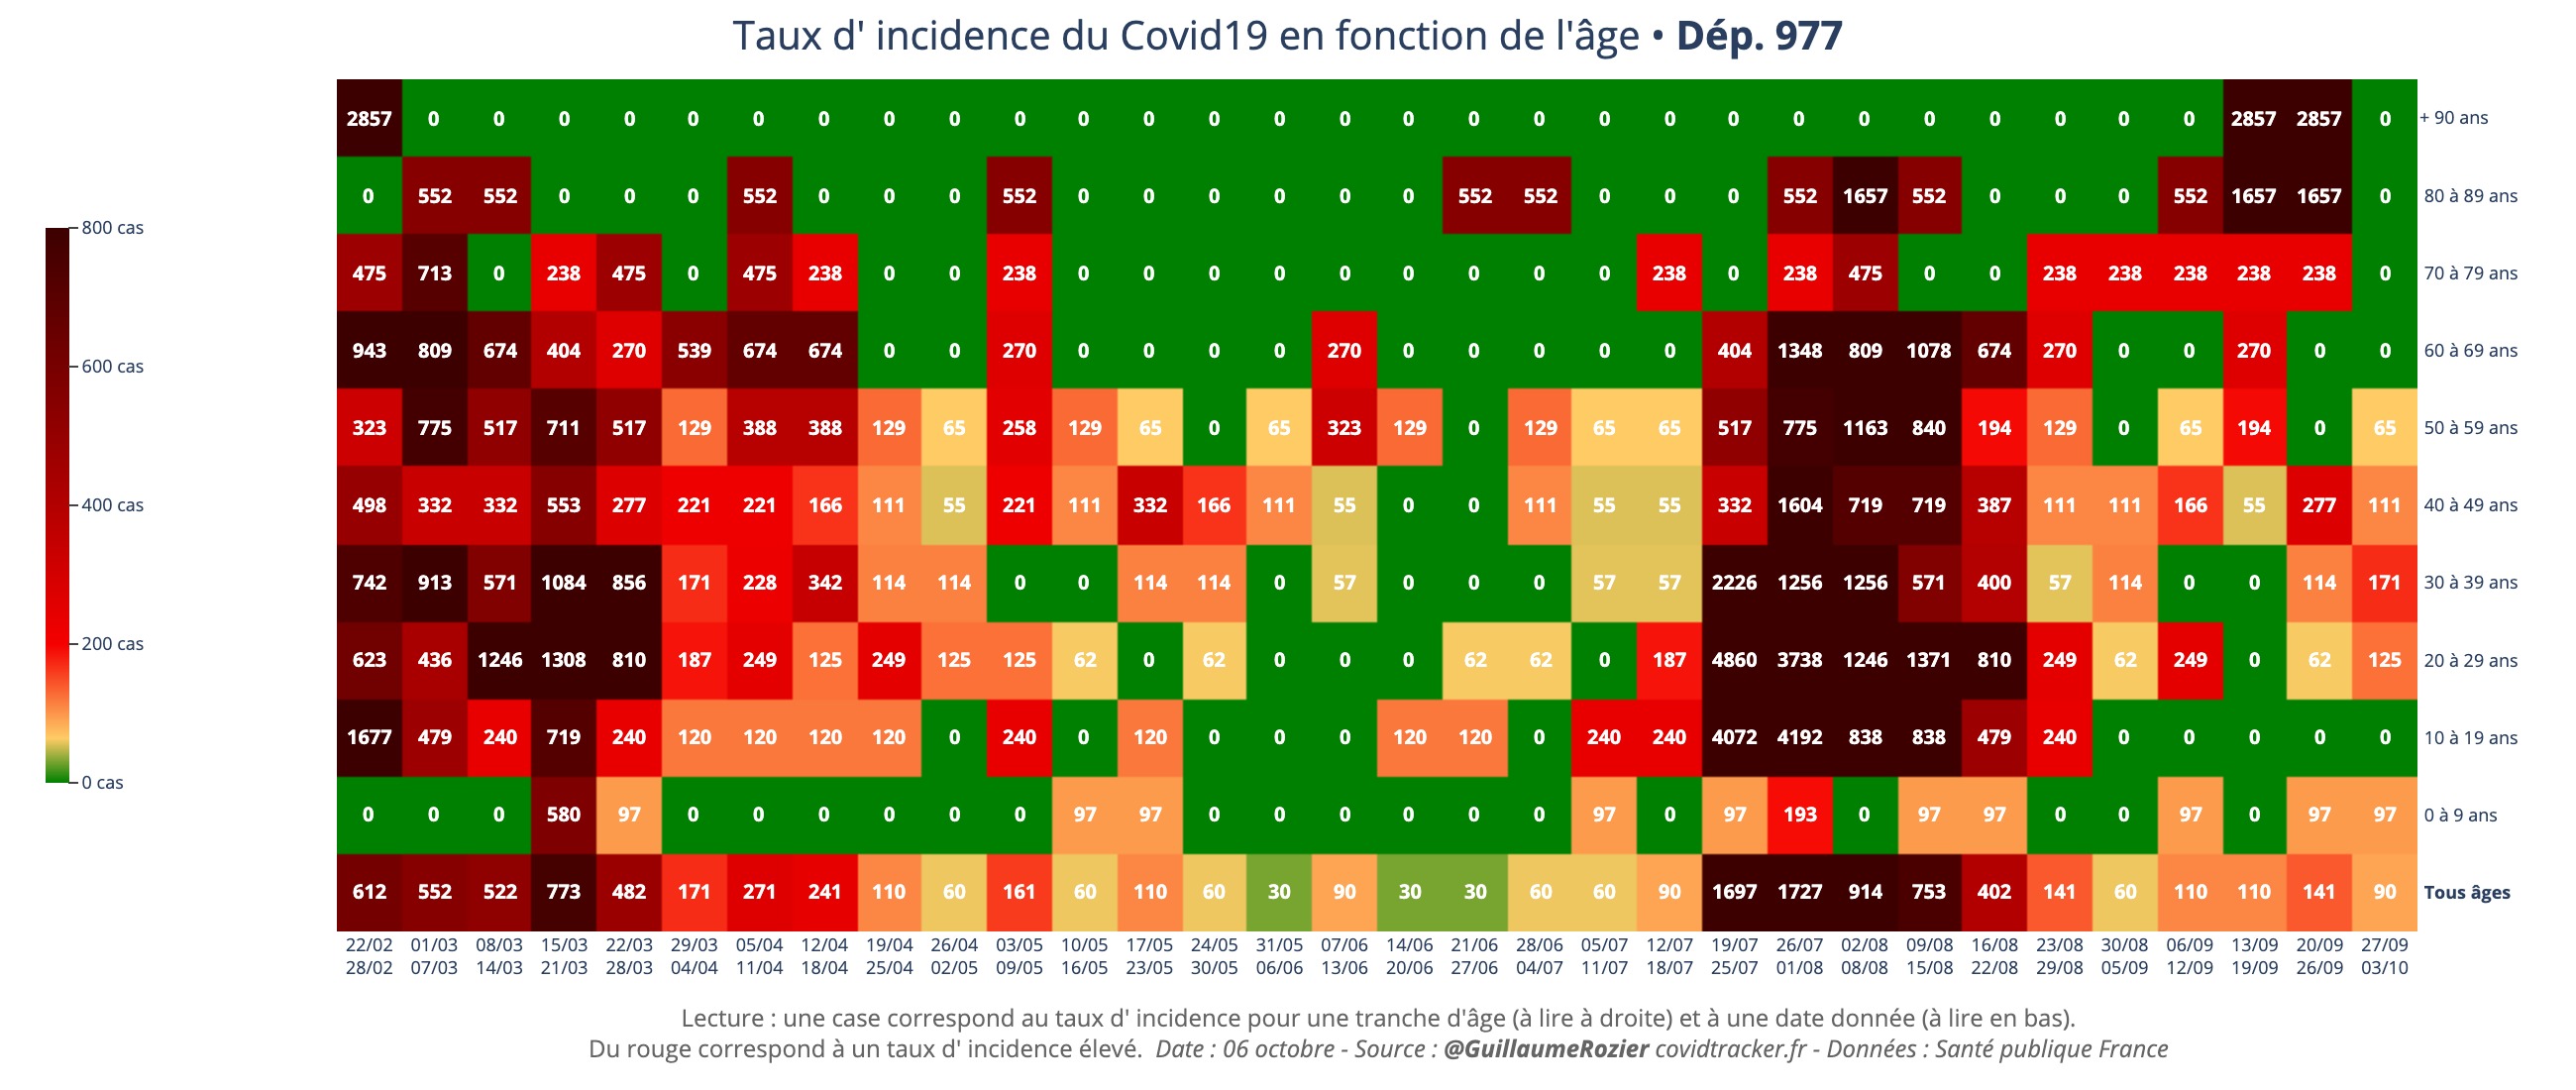 Taux d' incidence du Covid19 en fonction de l'âge • Dép. 977
2857 0 0 0 0 0 0 0 0 0 0 0 0 0 0 0 0 0 0 0 0 0 0 0 0 0 0 0 0 2857 2857 0 + 90 ans
0 552 552 0 0 0 552 0 0 0 552 0 0 0 0 0 0 552 552 0 0 0 552 1657 552 0 0 0 552 1657 1657 0 80 à 89 ans
475 713 0 238 475 0 475 238 0 0 238 0 0 0 0 0 0 0 0 0 238 0 238 475 0 0 238 238 238 238 238 0 70 à 79 ans
943 809 674 404 270 539 674 674 0 0 270 0 0 0 0 270 0 0 0 0 0 404 1348 809 1078 674 270 0 0 270 0 0 60 à 69 ans
323 775 517 711 517 129 388 388 129 65 258 129 65 0 65 323 129 0 129 65 65 517 775 1163 840 194 129 0 65 194 0 65 50 à 59 ans
498 332 332 553 277 221 221 166 111 55 221 111 332 166 111 55 0 0 111 55 55 332 1604 719 719 387 111 111 166 55 277 111 40 à 49 ans
742 913 571 1084 856 171 228 342 114 114 0 0 114 114 0 57 0 0 0 57 57 2226 1256 1256 571 400 57 114 0 0 114 171 30 à 39 ans
623 436 1246 1308 810 187 249 125 249 125 125 62 0 62 0 0 0 62 62 0 187 4860 3738 1246 1371 810 249 62 249 0 62 125 20 à 29 ans
1677 479 240 719 240 120 120 120 120 0 240 0 120 0 0 0 120 120 0 240 240 4072 4192 838 838 479 240 0 0 0 0 0 10 à 19 ans
0 0 0 580 97 0 0 0 0 0 0 97 97 0 0 0 0 0 0 97 0 97 193 0 97 97 0 0 97 0 97 97 0 à 9 ans
612 552 522 773 482 171 271 241 110 60 161 60 110 60 30 90 30 30 60 60 90 1697 1727 914 753 402 141 60 110 110 141 90 Tous âges
22/02 01/03 08/03 15/03 22/03 29/03 05/04 12/04 19/04 26/04 03/05 10/05 17/05 24/05 31/05 07/06 14/06 21/06 28/06 05/07 12/07 19/07 26/07 02/08 09/08 16/08 23/08 30/08 06/09 13/09 20/09 27/09
28/02 07/03 14/03 21/03 28/03 04/04 11/04 18/04 25/04 02/05 09/05 16/05 23/05 30/05 06/06 13/06 20/06 27/06 04/07 11/07 18/07 25/07 01/08 08/08 15/08 22/08 29/08 05/09 12/09 19/09 26/09 03/10
800 cas
600 cas
400 cas
200 cas
0 cas
Lecture : une case correspond au taux d' incidence pour une tranche d'âge (à lire à droite) et à une date donnée (à lire en bas).
Du rouge correspond à un taux d' incidence élevé. Date : 06 octobre - Source : @GuillaumeRozier covidtracker.fr - Données : Santé publique France